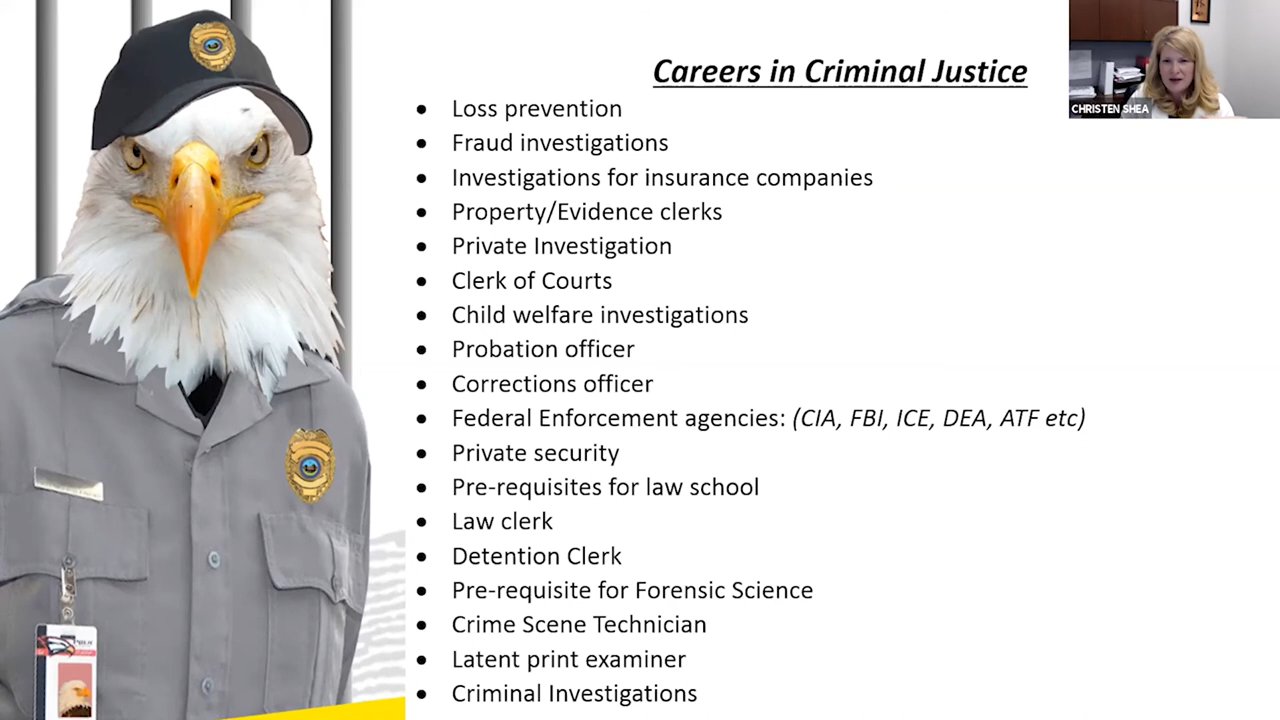 Careers in Criminal Justice
CHRISTEN SHEA
Loss prevention
Fraud investigations
Investigations for insurance companies
Property/Evidence clerks
Private Investigation
Clerk of Courts
Child welfare investigations
Probation officer
Corrections officer
Federal Enforcement agencies: (CIA, FBI, ICE, DEA, ATF etc)
Private security
Pre-requisites for law school
Law clerk
Detention Clerk
Pre-requisite for Forensic Science
Crime Scene Technician
Latent print examiner
Criminal Investigations